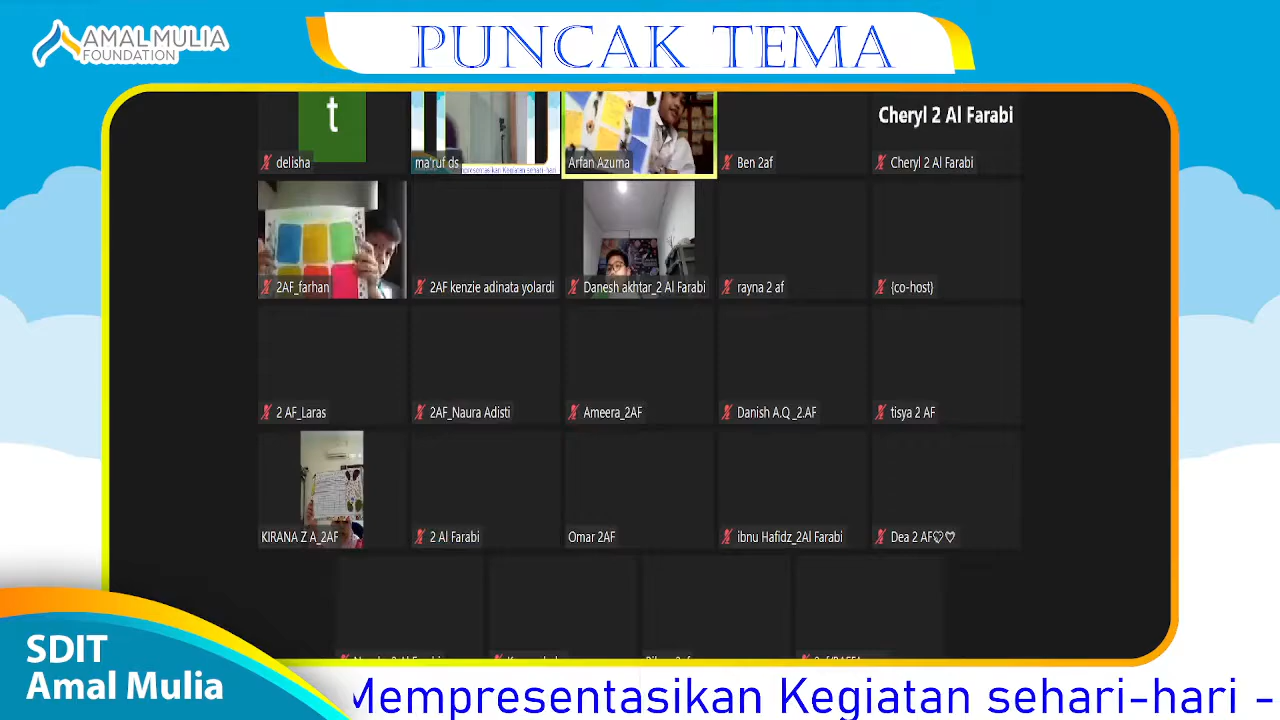 AMAL MULIA
FOUNDATION
PUNCAK TEMA
t
Cheryl 2 Al Farabi
delisha
ma'ruf ds
Arfan Azuma
Ben 2af
Cheryl 2 Al Farabi
2AF_farhan
2AF kenzie adinata yolardi
Danesh akhtar_2 Al Farabi
rayna 2 af
{co-host}
2 AF_Laras
2AF_Naura Adisti
Ameera_2AF
Danish A.Q _2.AF
tisya 2 AF
KIRANA Z A_2AF
2 Al Farabi
Omar 2AF
ibnu Hafidz_2Al Farabi
Dea 2 AF♡♡
SDIT
Amal Mulia
Mempresentasikan Kegiatan sehari-hari -